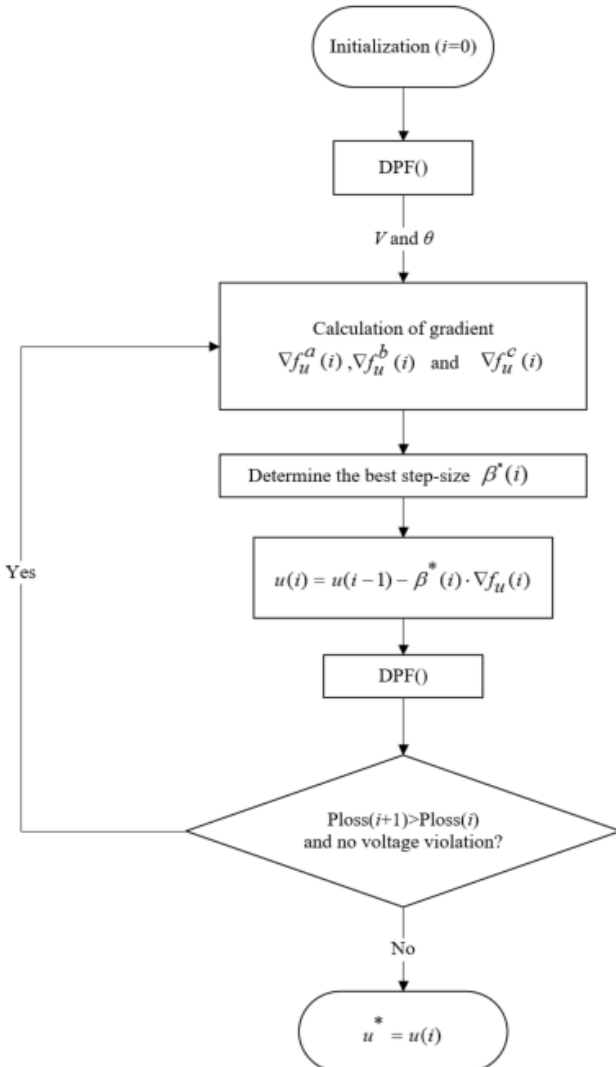 Initialization (i=0)
DPF()
V and θ
Calculation of gradient
∇f_u^a(i) ,∇f_u^b(i) and ∇f_u^c(i)
Determine the best step-size β*(i)
u(i) = u(i−1) − β*(i)·∇f_u(i)
DPF()
Yes
Ploss(i+1)>Ploss(i)
and no voltage violation?
No
u* = u(i)